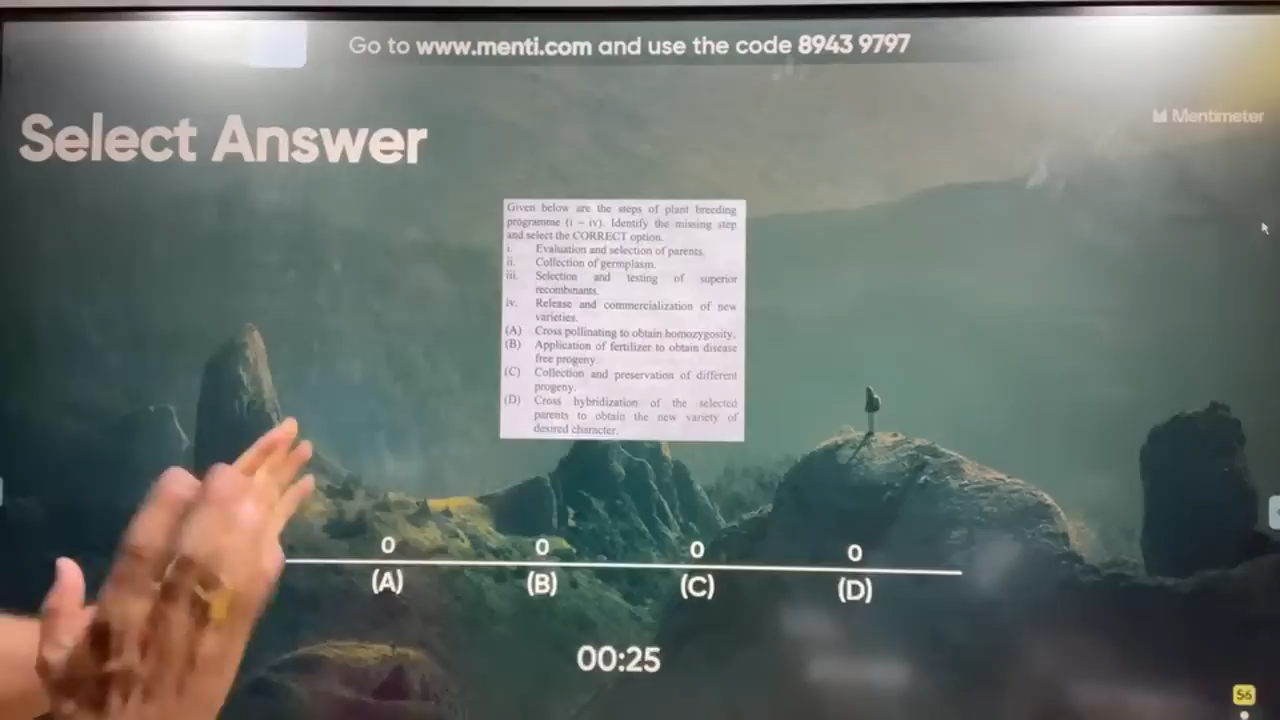 Go to www.menti.com and use the code 8943 9797
Mentimeter
Select Answer
Given below are the steps of plant breeding
programme (i – iv). Identify the missing step
and select the CORRECT option.
i. Evaluation and selection of parents.
ii. Collection of germplasm.
iii. Selection and testing of superior
recombinants.
iv. Release and commercialization of new
varieties.
(A) Cross pollinating to obtain homozygosity.
(B) Application of fertilizer to obtain disease
free progeny.
(C) Collection and preservation of different
progeny.
(D) Cross hybridization of the selected
parents to obtain the new variety of
desired character.
0 0 0 0
(A) (B) (C) (D)
00:25
56